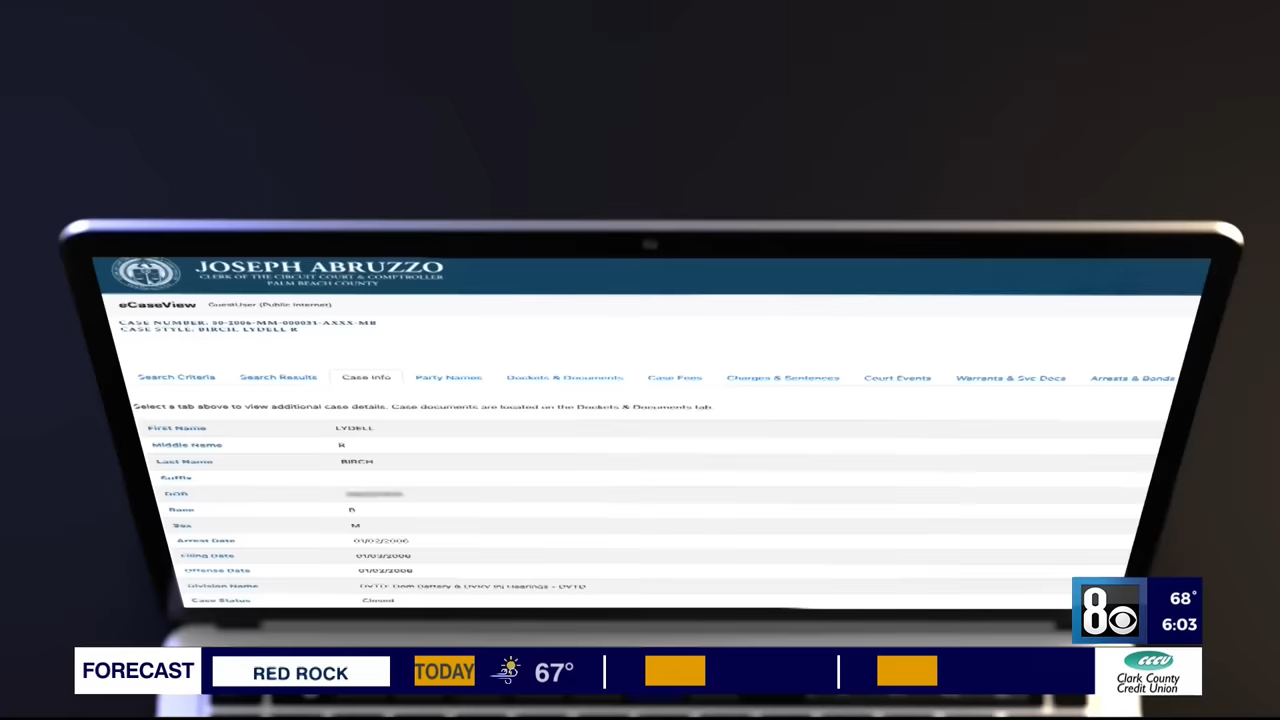 JOSEPH ABRUZZO
CLERK OF THE CIRCUIT COURT & COMPTROLLER
PALM BEACH COUNTY
eCaseView GuestUser (Public Internet)
CASE NUMBER: 50-2006-MM-000031-AXXX-MB
CASE STYLE: BIRCH, LYDELL R
Search Criteria Search Results Case Info Party Names Dockets & Documents Case Fees Charges & Sentences Court Events Warrants & Svc Docs Arrests & Bonds
Select a tab above to view additional case details. Case documents are located on the Dockets & Documents tab.
First Name LYDELL
Middle Name R
Last Name BIRCH
Suffix
DOB
Race B
Sex M
Arrest Date 01/02/2006
Filing Date 01/03/2006
Offense Date 01/02/2006
Division Name Dom Battery & Hearings - DVTD
Case Status Closed
8
68°
6:03
FORECAST RED ROCK TODAY 67°
CCCU
Clark County
Credit Union